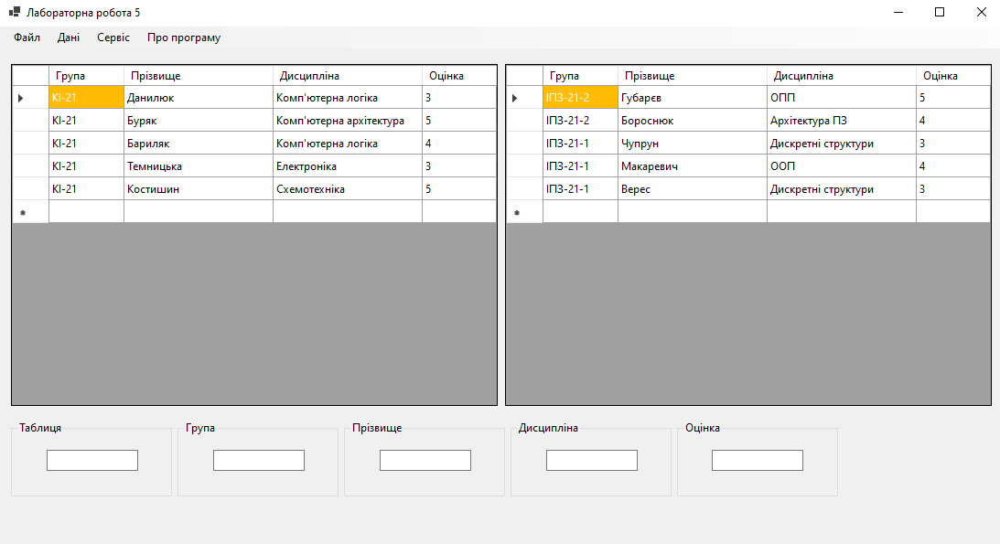 Лабораторна робота 5
Файл Дані Сервіс Про програму
Група Прізвище Дисципліна Оцінка
КІ-21 Данилюк Комп'ютерна логіка 3
КІ-21 Буряк Комп'ютерна архітектура 5
КІ-21 Бариляк Комп'ютерна логіка 4
КІ-21 Темницька Електроніка 3
КІ-21 Костишин Схемотехніка 5
Група Прізвище Дисципліна Оцінка
ІПЗ-21-2 Губарєв ОПП 5
ІПЗ-21-2 Бороснюк Архітектура ПЗ 4
ІПЗ-21-1 Чупрун Дискретні структури 3
ІПЗ-21-1 Макаревич ООП 4
ІПЗ-21-1 Верес Дискретні структури 3
Таблиця Група Прізвище Дисципліна Оцінка